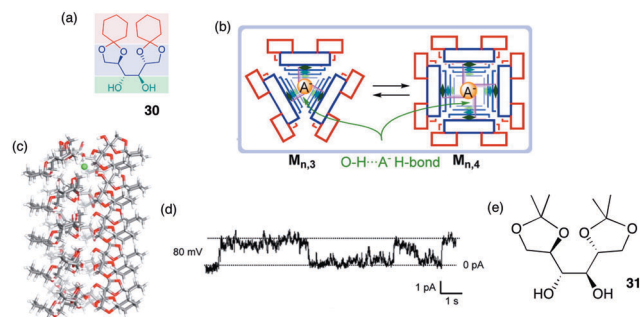 (a)
O O O O
HO OH
30
(b)
A⁻ A⁻
Mn,3 Mn,4
O-H···A⁻ H-bond
(c)
(d)
80 mV
0 pA
1 pA
1 s
(e)
O O O O
HO OH
31